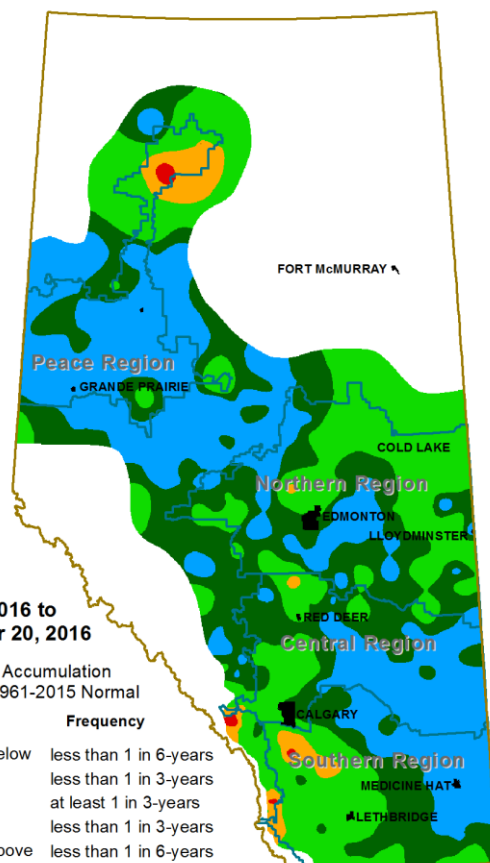 FORT McMURRAY
Peace Region
GRANDE PRAIRIE
COLD LAKE
Northern Region
EDMONTON
LLOYDMINSTER
016 to
r 20, 2016
RED DEER
Central Region
Accumulation
961-2015 Normal
CALGARY
Frequency
elow less than 1 in 6-years
Southern Region
less than 1 in 3-years
MEDICINE HAT
at least 1 in 3-years
LETHBRIDGE
less than 1 in 3-years
bove less than 1 in 6-years